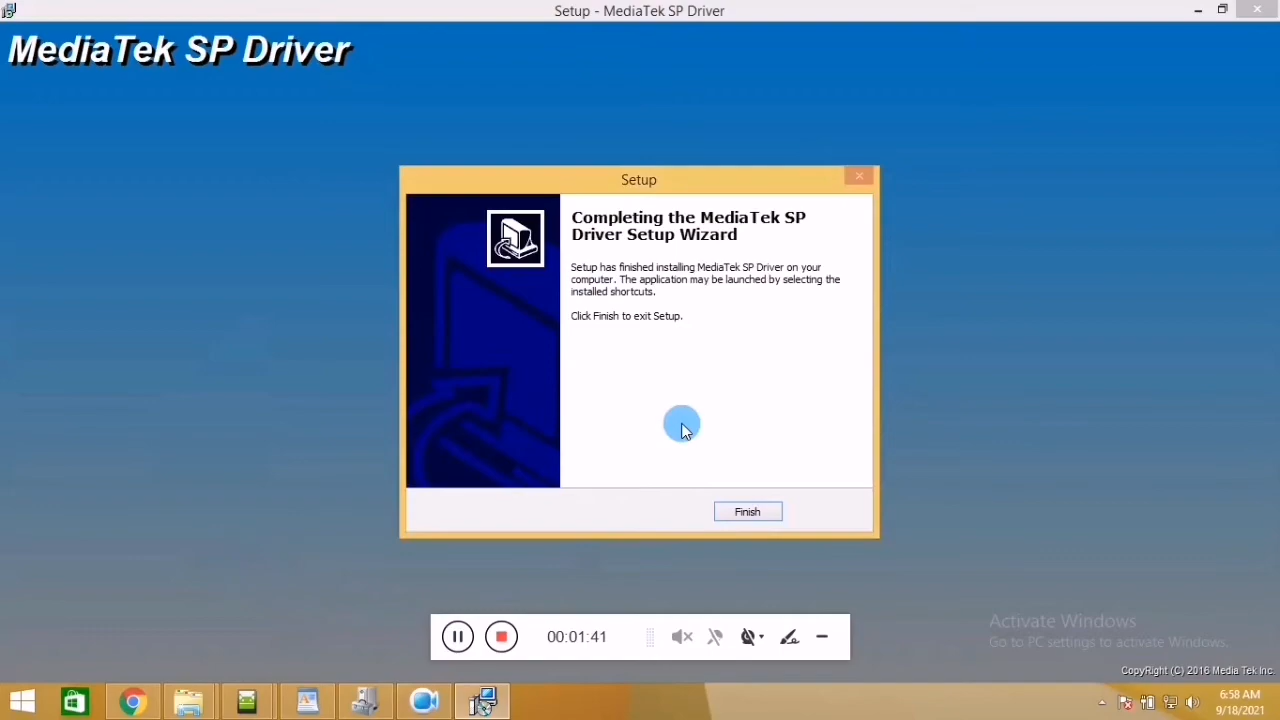 Setup - MediaTek SP Driver
MediaTek SP Driver
Setup
Completing the MediaTek SP
Driver Setup Wizard
Setup has finished installing MediaTek SP Driver on your
computer. The application may be launched by selecting the
installed shortcuts.
Click Finish to exit Setup.
Finish
00:01:41
Activate Windows
Go to PC settings to activate Windows.
CopyRight (C) 2016 Media Tek Inc.
6:58 AM
9/18/2021